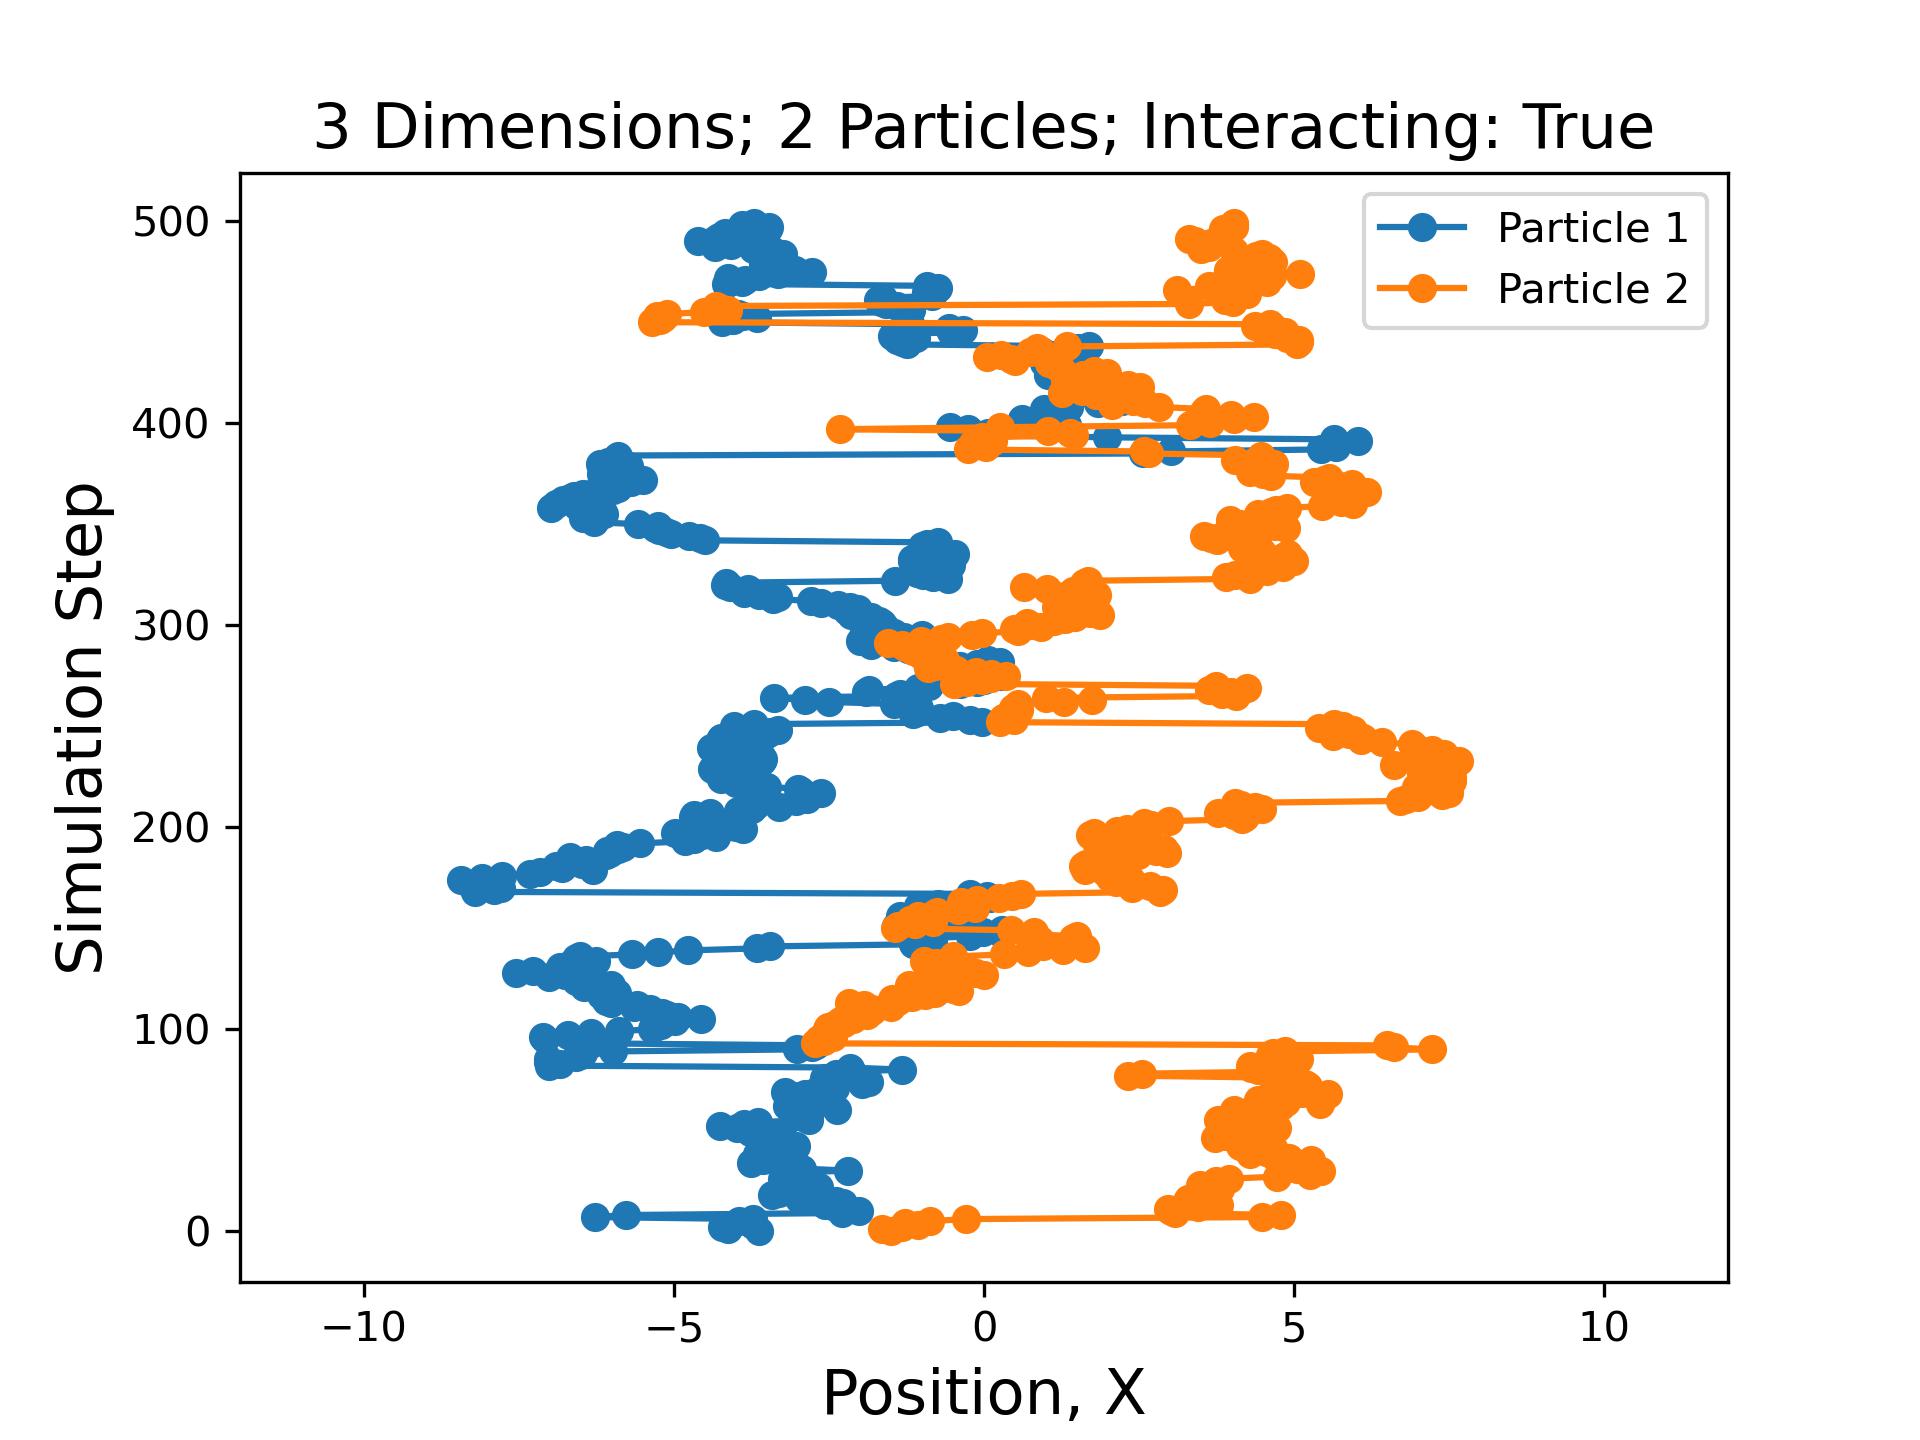 3 Dimensions; 2 Particles; Interacting: True
Particle 1
Particle 2
Simulation Step
500
400
300
200
100
0
−10
−5
0
5
10
Position, X